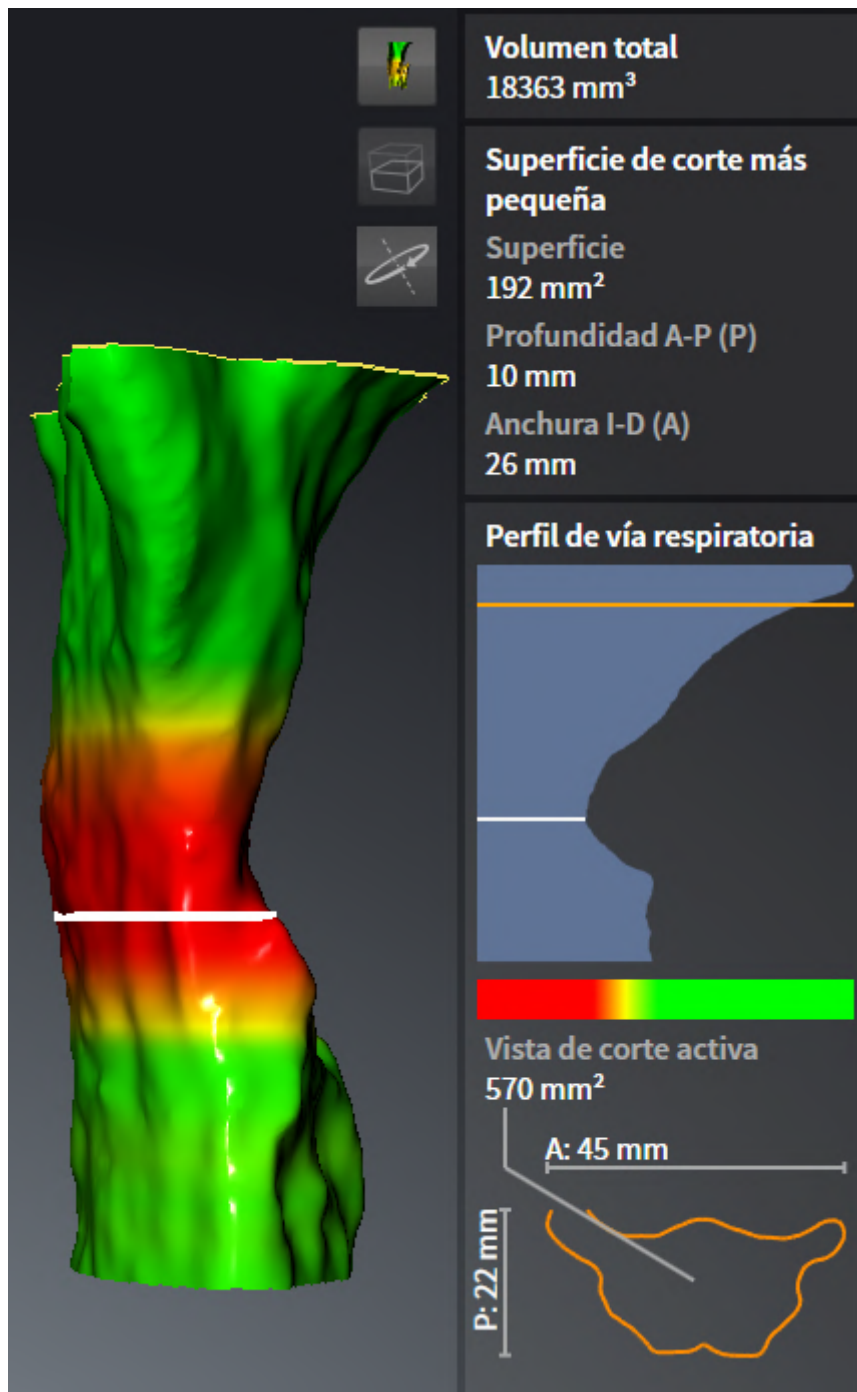 Volumen total
18363 mm³
Superficie de corte más
pequeña
Superficie
192 mm²
Profundidad A-P (P)
10 mm
Anchura I-D (A)
26 mm
Perfil de vía respiratoria
Vista de corte activa
570 mm²
A: 45 mm
P: 22 mm